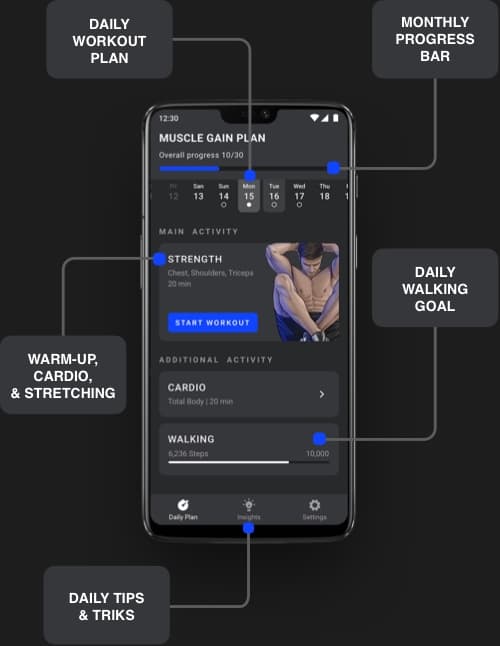 DAILY
WORKOUT
PLAN
MONTHLY
PROGRESS
BAR
12:30
MUSCLE GAIN PLAN
Overall progress 10/30
Fri San Sun Mon Tue Wed Thu
12 13 14 15 16 17 18
MAIN ACTIVITY
STRENGTH
Chest, Shoulders, Triceps
20 min
START WORKOUT
DAILY
WALKING
GOAL
WARM-UP,
CARDIO,
& STRETCHING
ADDITIONAL ACTIVITY
CARDIO
Total Body | 20 min
WALKING
6,236 Steps 10,000
Daily Plan Insights Settings
DAILY TIPS
& TRIKS